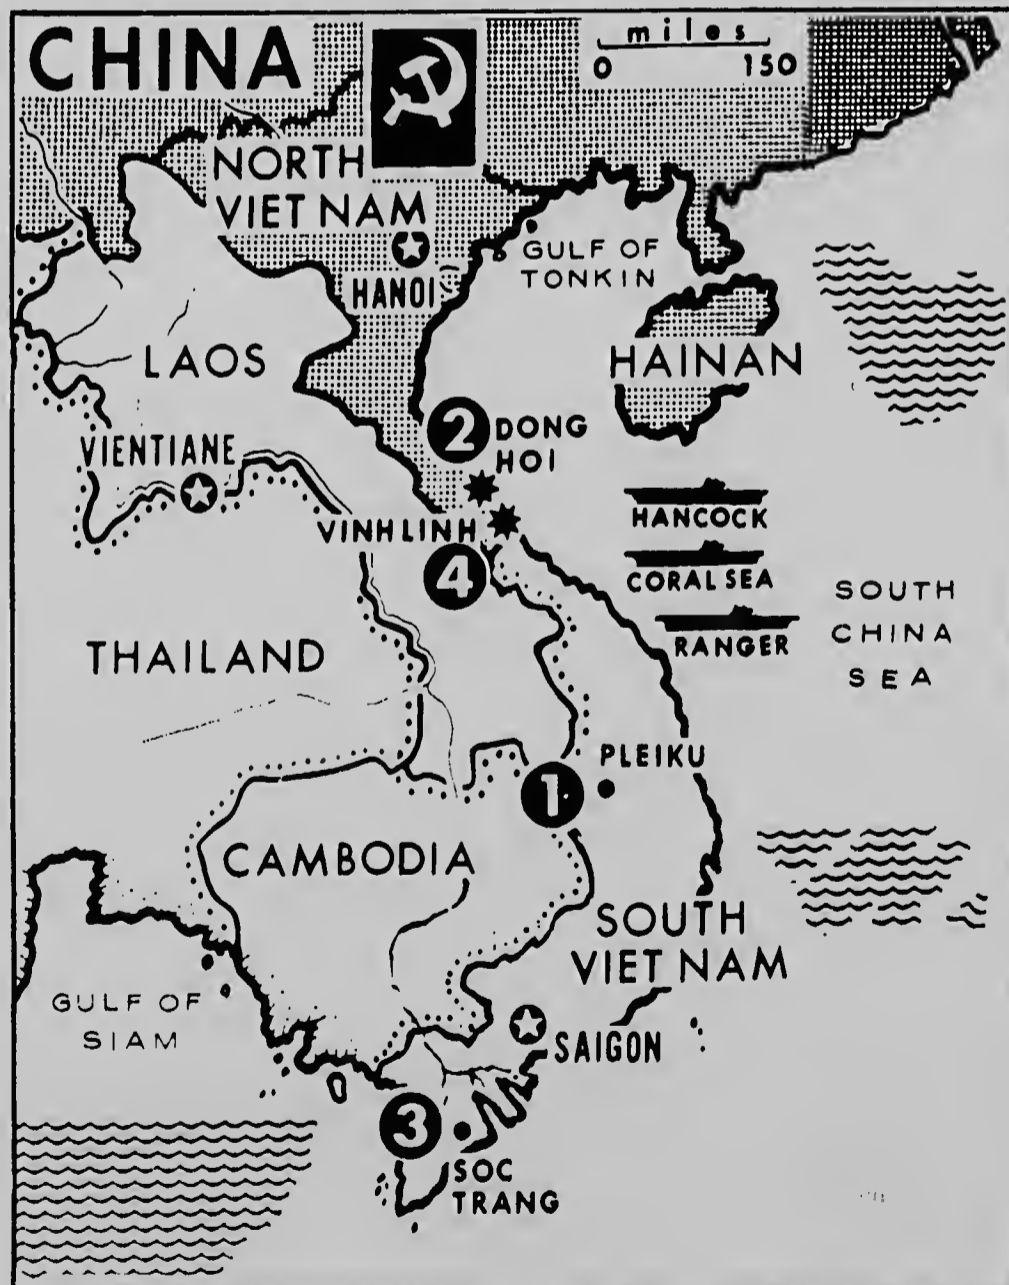 CHINA
miles
0 150
NORTH
VIET NAM
HANOI
GULF OF
TONKIN
LAOS
HAINAN
2 DONG
HOI
VIENTIANE
VINH LINH
4
HANCOCK
CORAL SEA
RANGER
SOUTH
CHINA
SEA
THAILAND
PLEIKU
1
CAMBODIA
SOUTH
VIET NAM
GULF OF
SIAM
SAIGON
3
SOC
TRANG